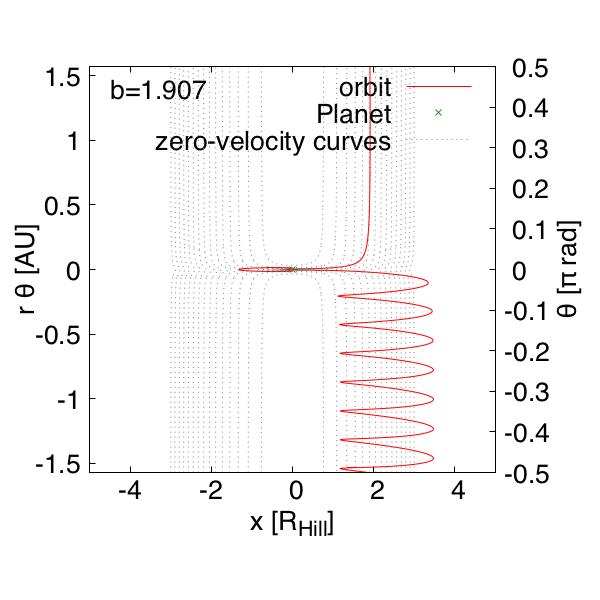 b=1.907
orbit
Planet
zero-velocity curves
r θ [AU]
1.5
1
0.5
0
-0.5
-1
-1.5
0.5
0.4
0.3
0.2
0.1
0
-0.1
-0.2
-0.3
-0.4
-0.5
θ [π rad]
-4 -2 0 2 4
x [R_Hill]